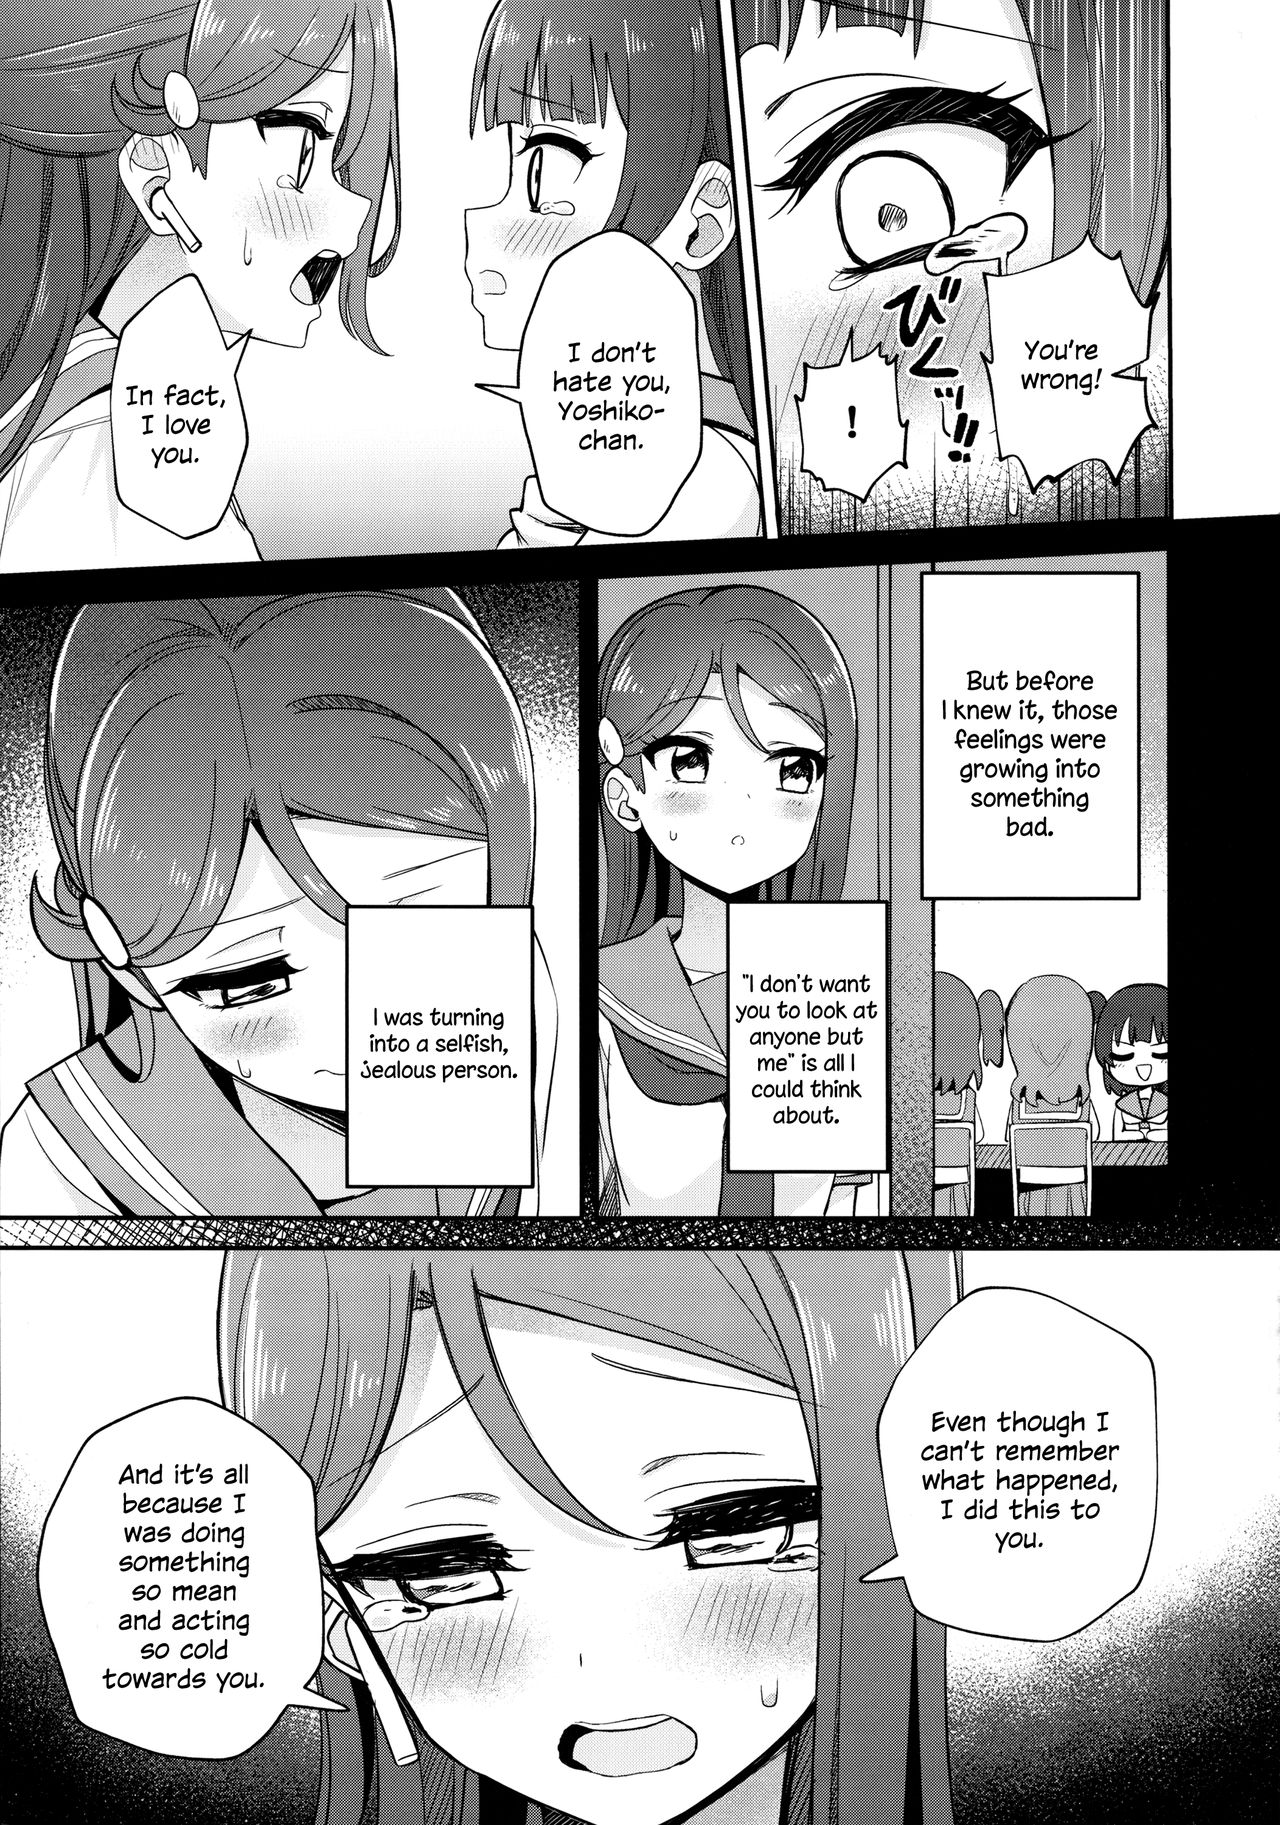 You're
wrong!
!
びくッ!!
I don't
hate you,
Yoshiko-
chan.
In fact,
I love
you.
But before
I knew it, those
feelings were
growing into
something
bad.
"I don't want
you to look at
anyone but
me" is all I
could think
about.
I was turning
into a selfish,
jealous person.
Even though I
can't remember
what happened,
I did this to
you.
And it's all
because I
was doing
something
so mean
and acting
so cold
towards you.